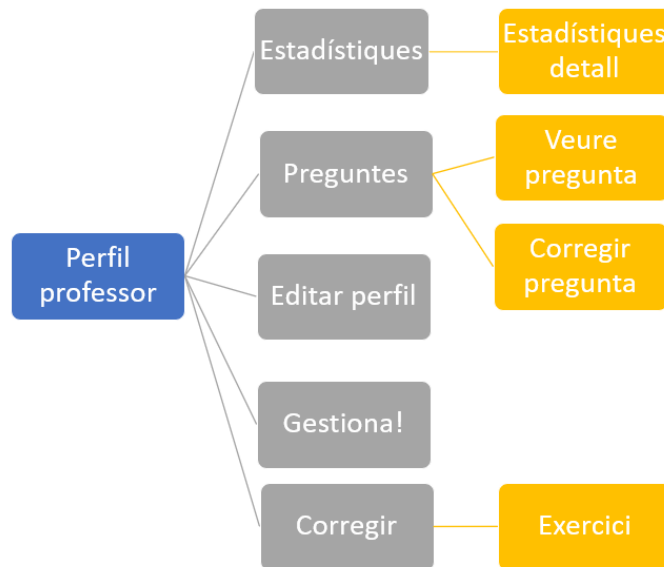 Estadístiques
Estadístiques
detall
Preguntes
Veure
pregunta
Corregir
pregunta
Perfil
professor
Editar perfil
Gestiona!
Corregir
Exercici